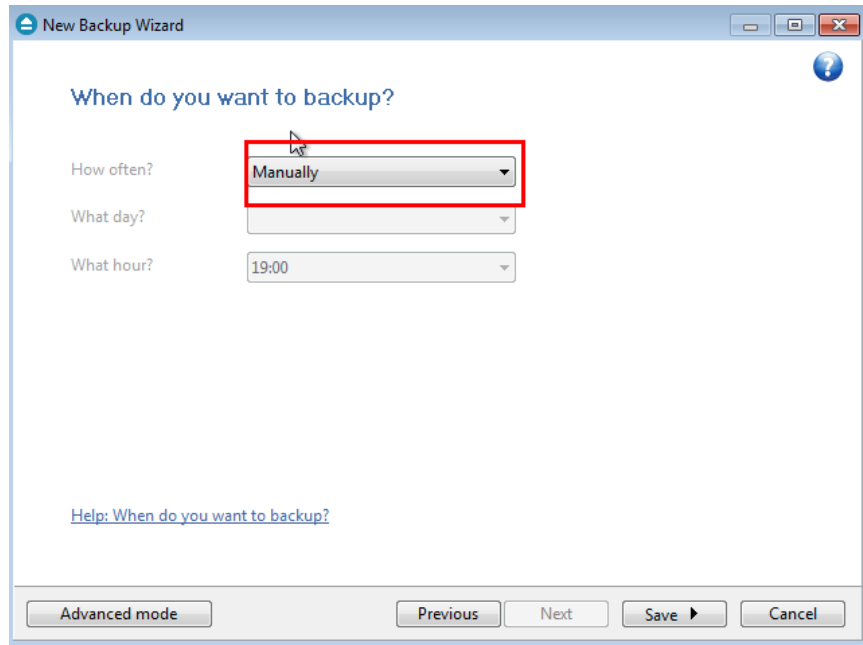 New Backup Wizard
?
When do you want to backup?
How often? Manually
What day?
What hour? 19:00
Help: When do you want to backup?
Advanced mode Previous Next Save Cancel